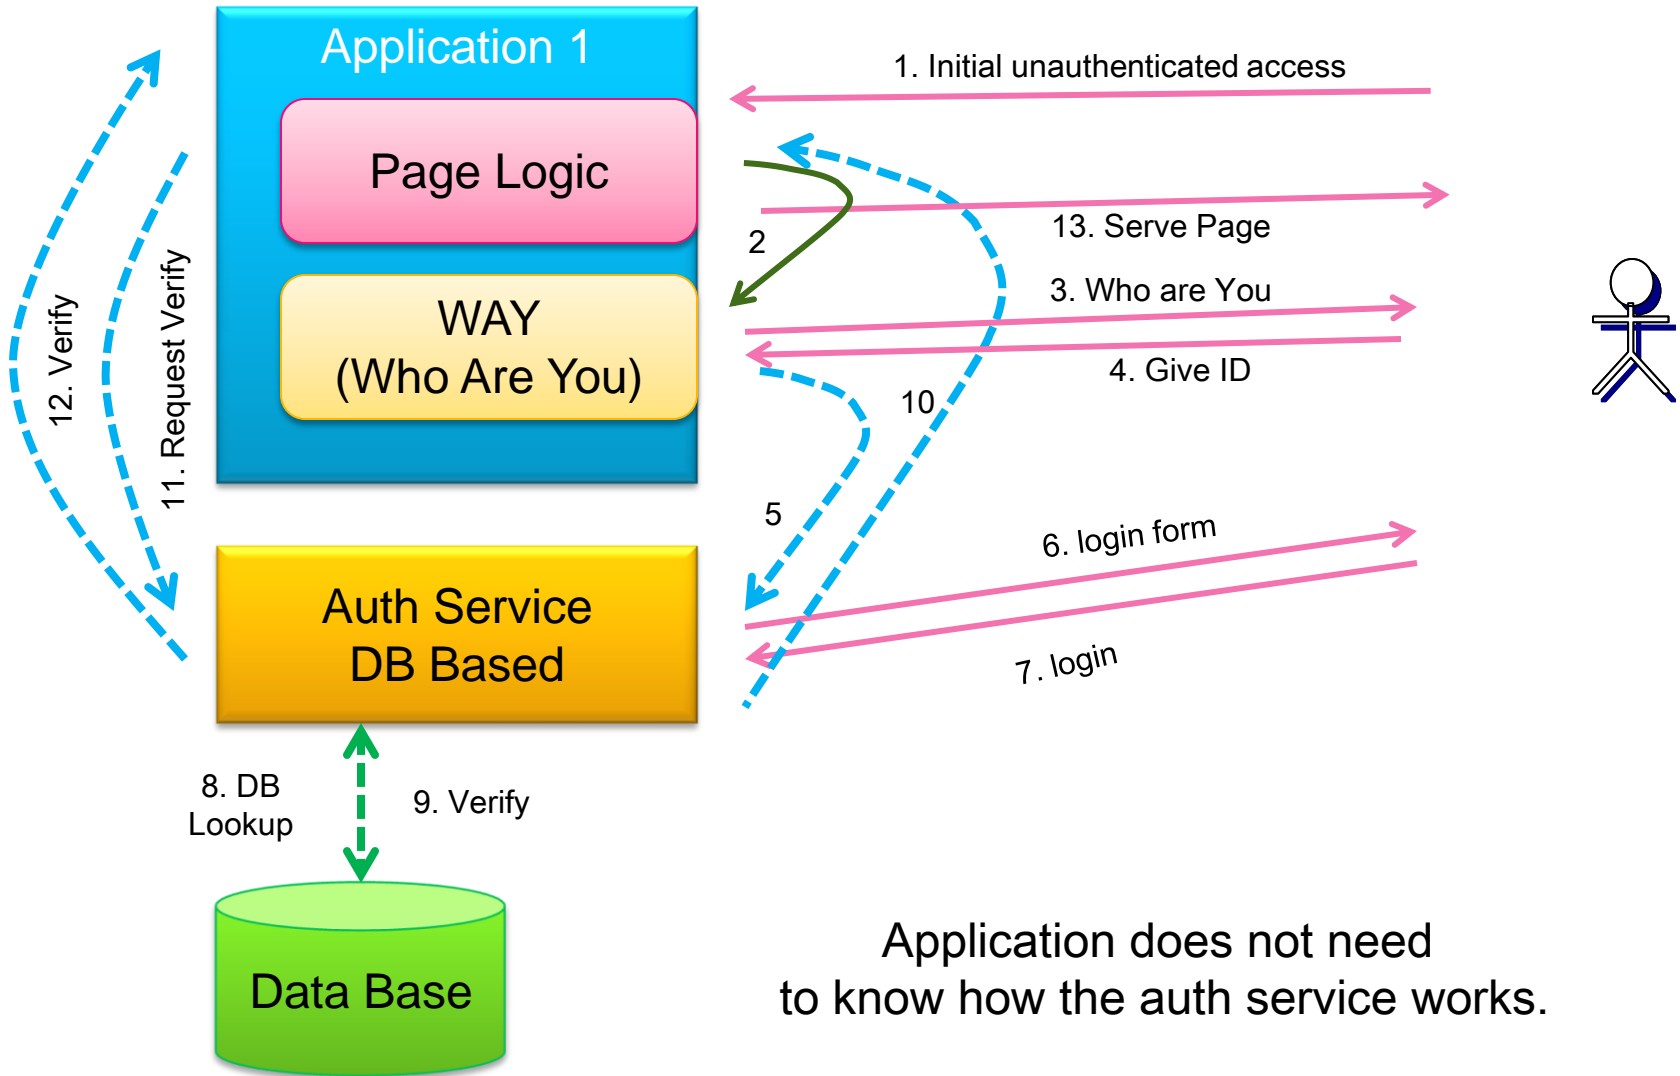 Application 1
Page Logic
WAY
(Who Are You)
1. Initial unauthenticated access
2
13. Serve Page
3. Who are You
4. Give ID
10
5
12. Verify
11. Request Verify
6. login form
7. login
Auth Service
DB Based
8. DB
Lookup
9. Verify
Data Base
Application does not need
to know how the auth service works.